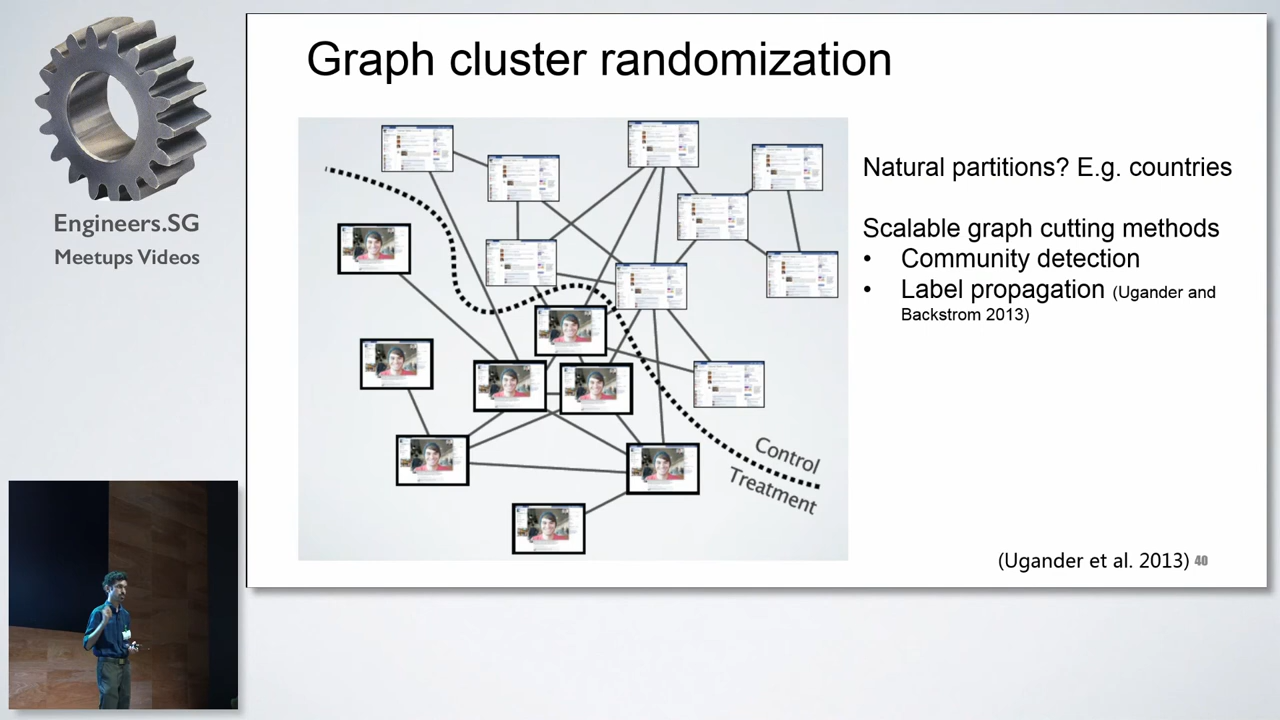 Graph cluster randomization
Engineers.SG
Meetups Videos
Natural partitions? E.g. countries
Scalable graph cutting methods
• Community detection
• Label propagation (Ugander and
Backstrom 2013)
Control
Treatment
(Ugander et al. 2013) 40